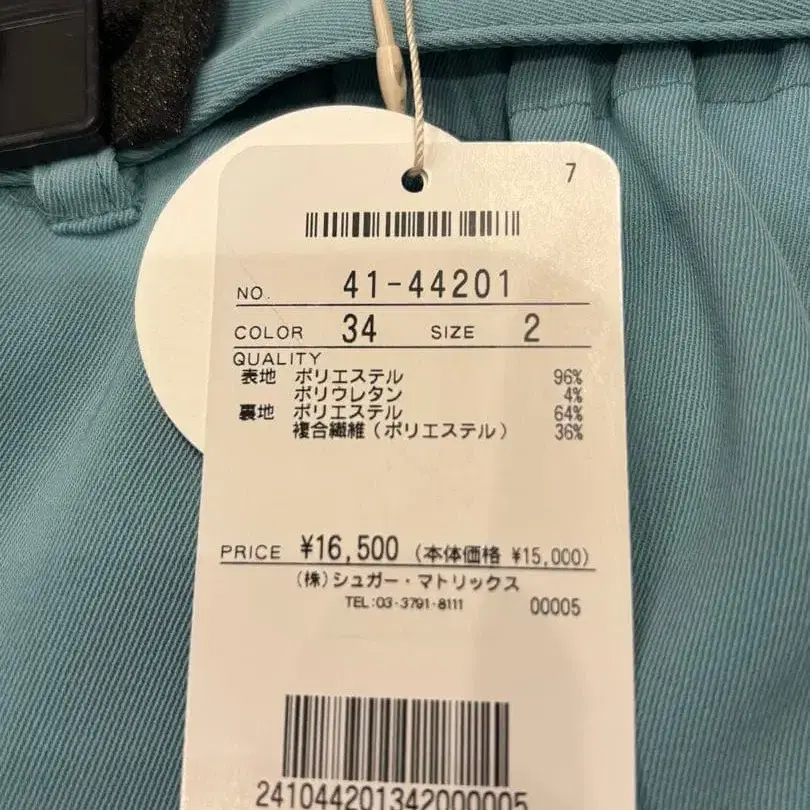 7
NO. 41-44201
COLOR 34 SIZE 2
QUALITY
表地 ポリエステル 96%
ポリウレタン 4%
裏地 ポリエステル 64%
複合繊維(ポリエステル) 36%
PRICE ¥16,500 (本体価格 ¥15,000)
(株)シュガー・マトリックス
TEL:03-3791-8111 00005
241044201342000005